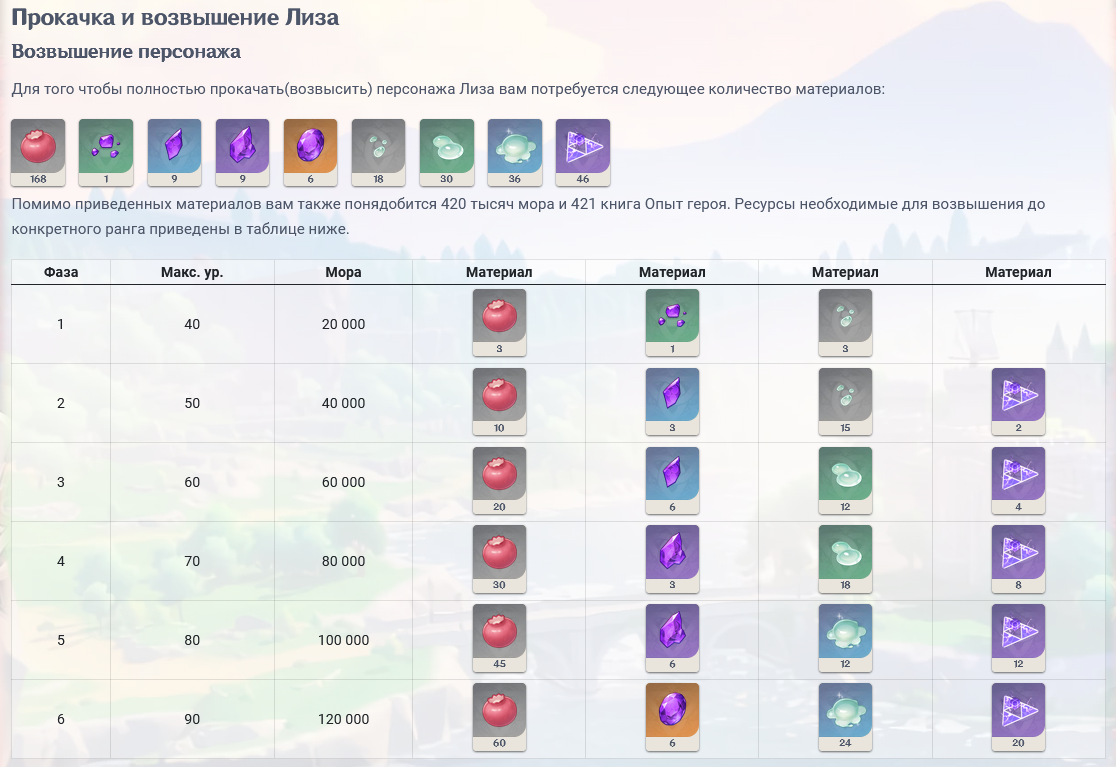 Прокачка и возвышение Лиза
Возвышение персонажа
Для того чтобы полностью прокачать(возвысить) персонажа Лиза вам потребуется следующее количество материалов:
168 1 9 9 6 18 30 36 46
Помимо приведенных материалов вам также понядобится 420 тысяч мора и 421 книга Опыт героя. Ресурсы необходимые для возвышения до
конкретного ранга приведены в таблице ниже.
Фаза Макс. ур. Мора Материал Материал Материал Материал
1 40 20 000 3 1 3
2 50 40 000 10 3 15 2
3 60 60 000 20 6 12 4
4 70 80 000 30 3 18 8
5 80 100 000 45 6 12 12
6 90 120 000 60 6 24 20